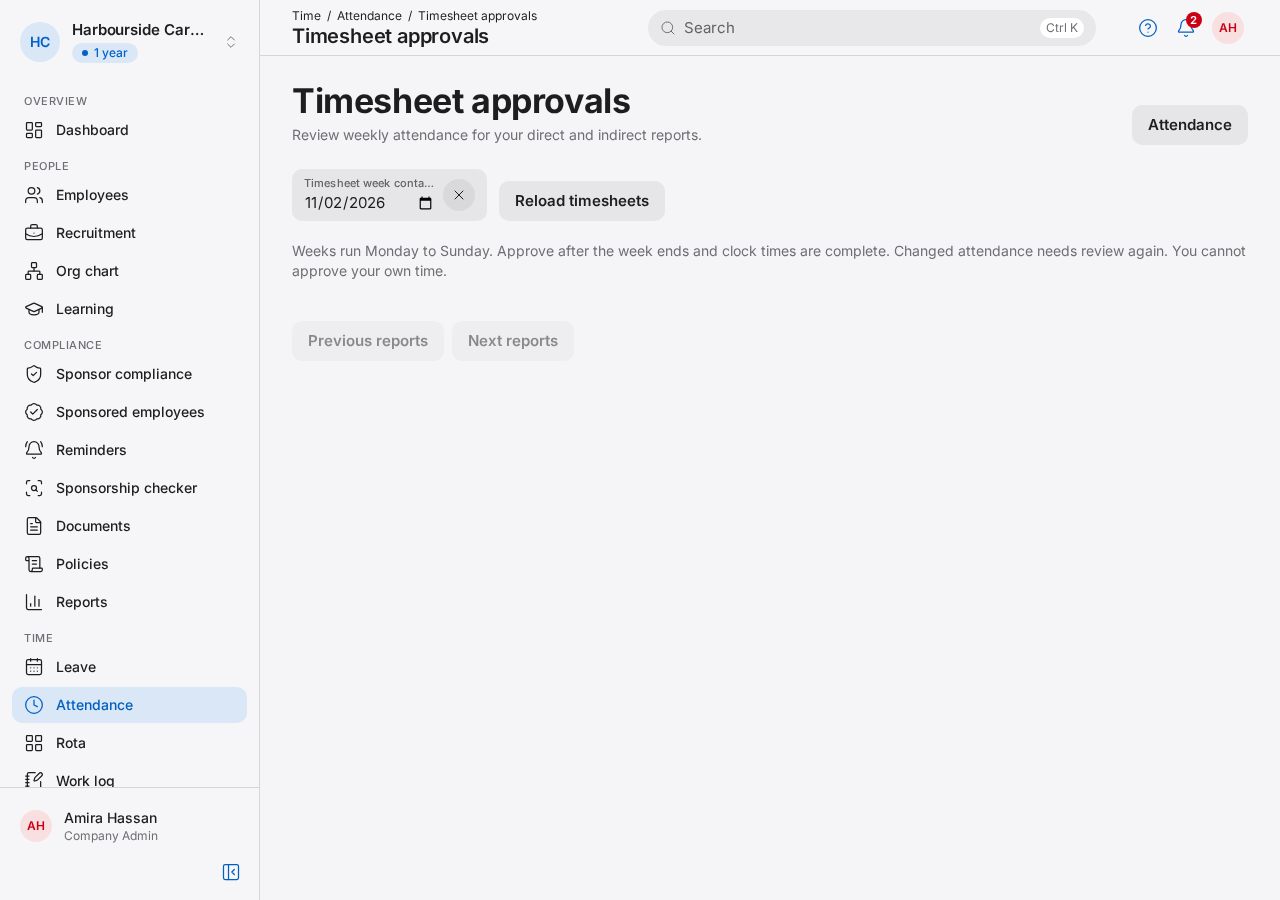 HC
Harbourside Car...
1 year
OVERVIEW
Dashboard
PEOPLE
Employees
Recruitment
Org chart
Learning
COMPLIANCE
Sponsor compliance
Sponsored employees
Reminders
Sponsorship checker
Documents
Policies
Reports
TIME
Leave
Attendance
Rota
Work log
AH
Amira Hassan
Company Admin
Time / Attendance / Timesheet approvals
Timesheet approvals
Search
Ctrl K
2
AH
Timesheet approvals
Review weekly attendance for your direct and indirect reports.
Attendance
Timesheet week conta...
11/02/2026
Reload timesheets
Weeks run Monday to Sunday. Approve after the week ends and clock times are complete. Changed attendance needs review again. You cannot
approve your own time.
Previous reports
Next reports